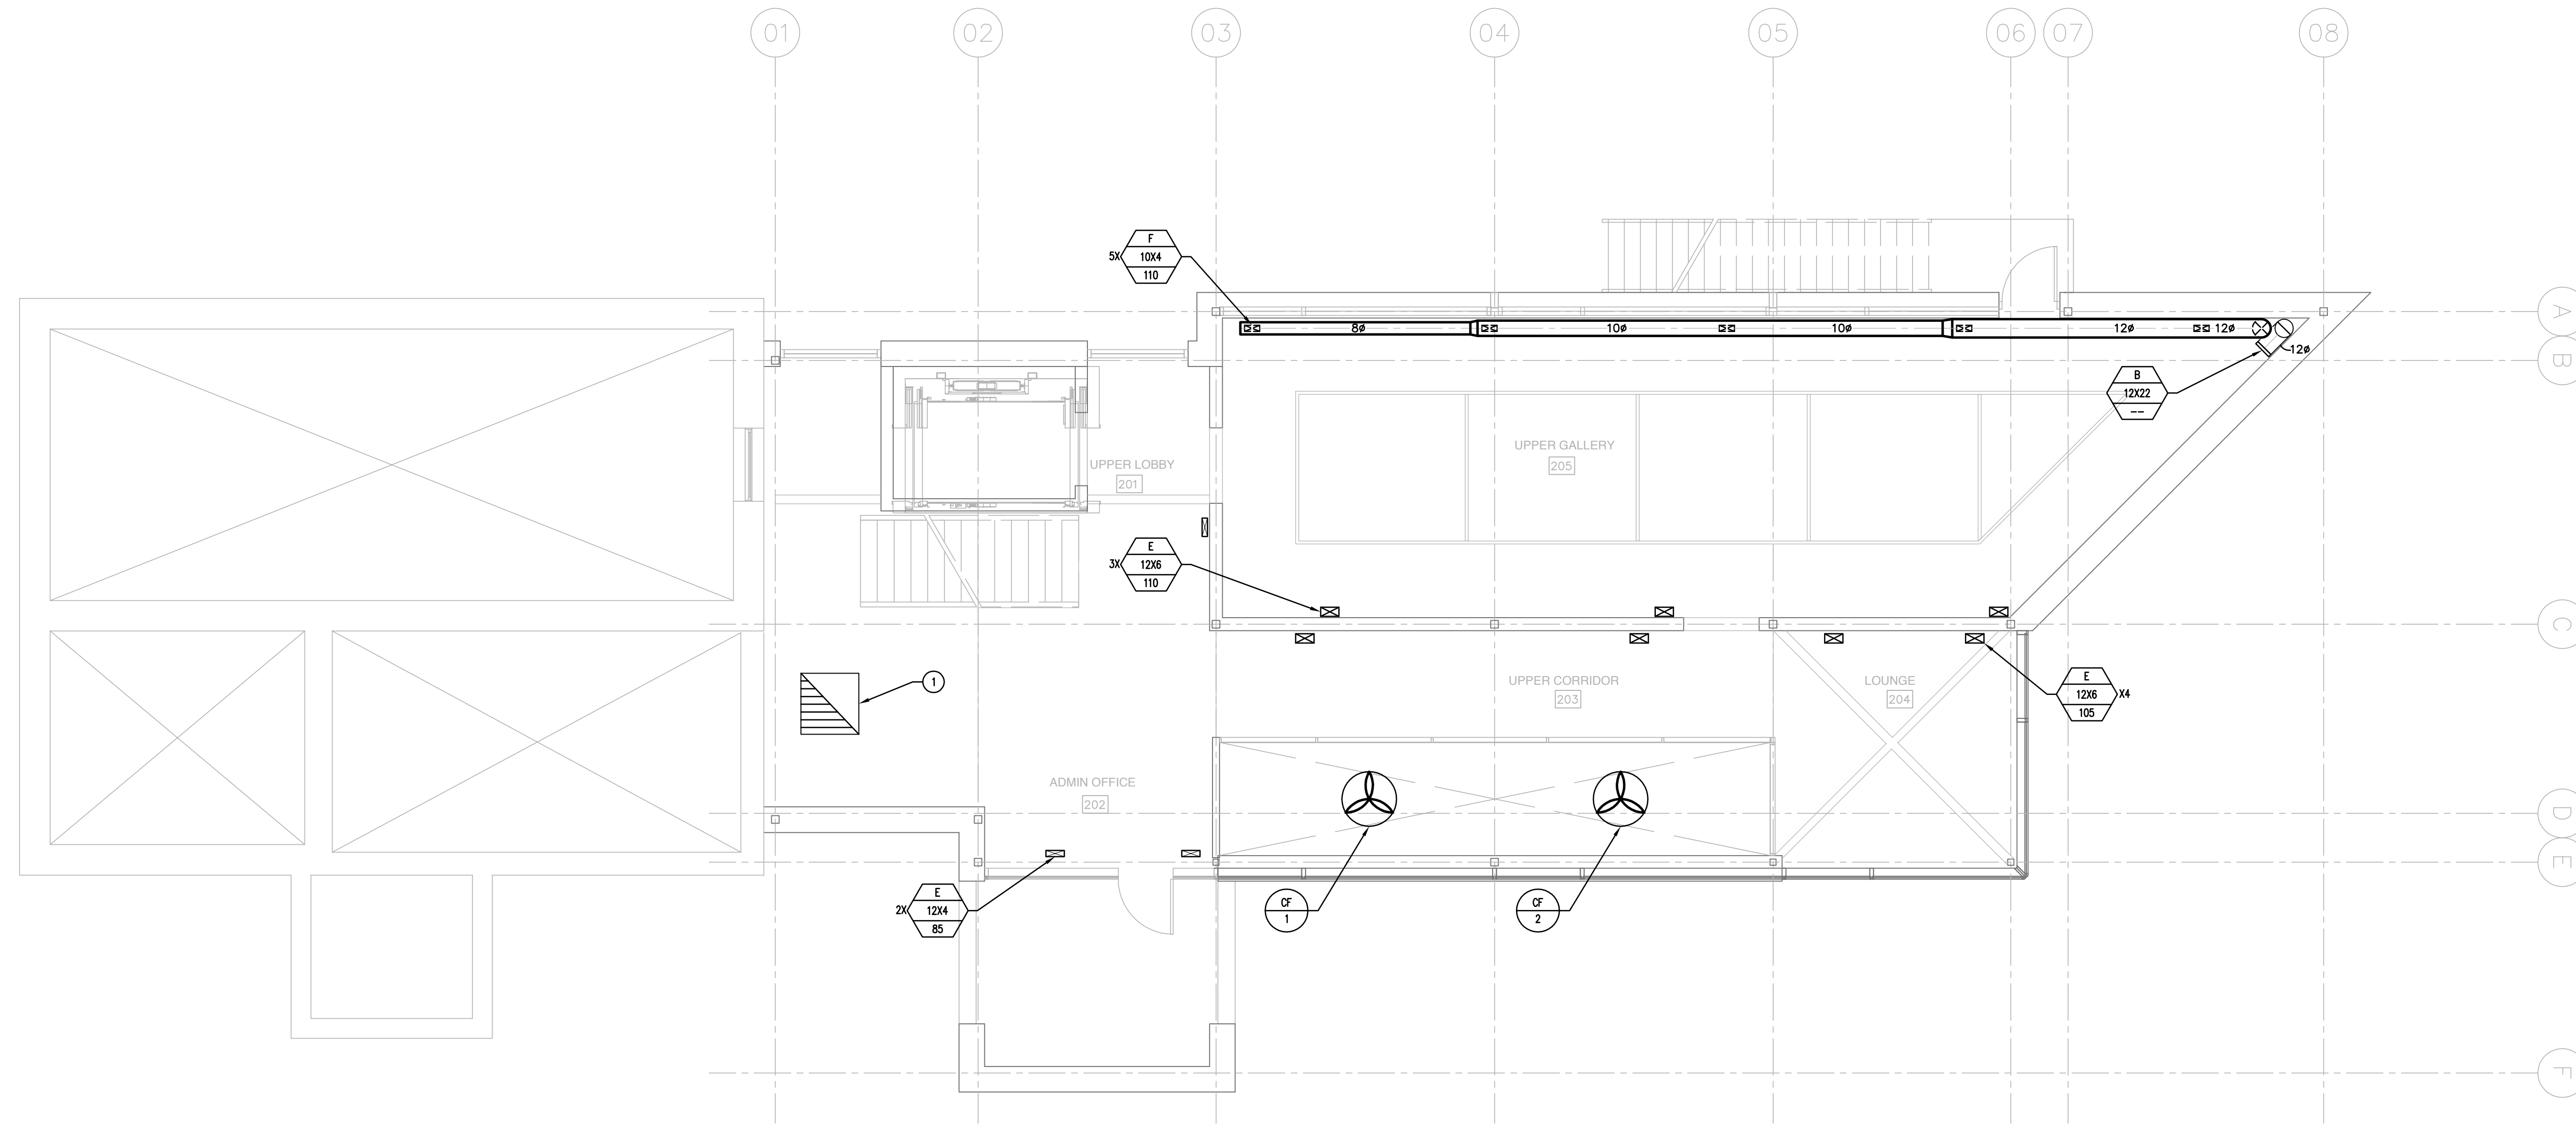 01
02
03
04
05
06
07
08
A
B
C
D
E
F
F
5X
10X4
110
8ø
10ø
10ø
12ø
12ø
12ø
B
12X22
--
UPPER GALLERY
205
UPPER LOBBY
201
E
3X
12X6
110
1
UPPER CORRIDOR
203
LOUNGE
204
E
12X6
X4
105
ADMIN OFFICE
202
E
2X
12X4
85
CF
1
CF
2